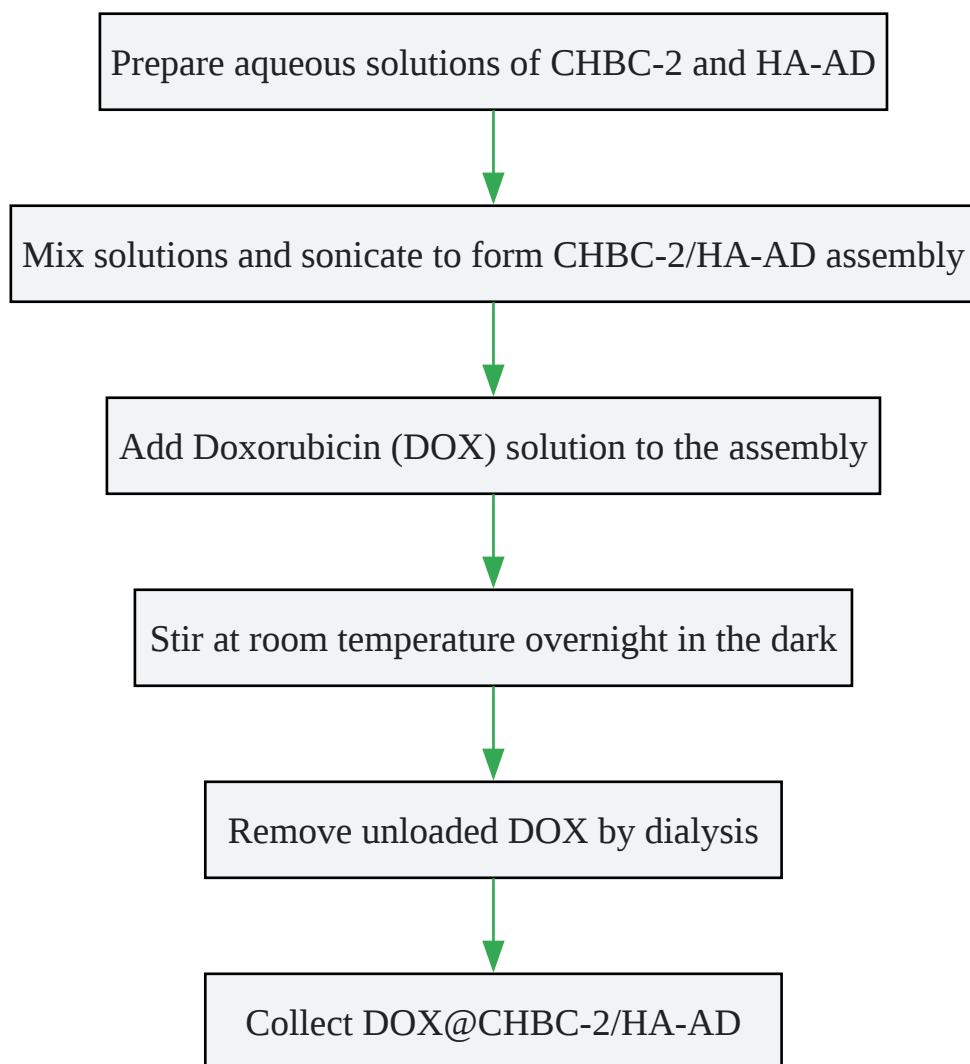 Prepare aqueous solutions of CHBC-2 and HA-AD
Mix solutions and sonicate to form CHBC-2/HA-AD assembly
Add Doxorubicin (DOX) solution to the assembly
Stir at room temperature overnight in the dark
Remove unloaded DOX by dialysis
Collect DOX@CHBC-2/HA-AD